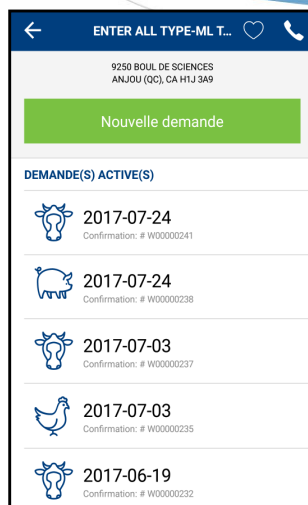 ENTER ALL TYPE-ML T...
9250 BOUL DE SCIENCES
ANJOU (QC), CA H1J 3A9
Nouvelle demande
DEMANDE(S) ACTIVE(S)
2017-07-24
Confirmation: # W00000241
2017-07-24
Confirmation: # W00000238
2017-07-03
Confirmation: # W00000237
2017-07-03
Confirmation: # W00000235
2017-06-19
Confirmation: # W00000232